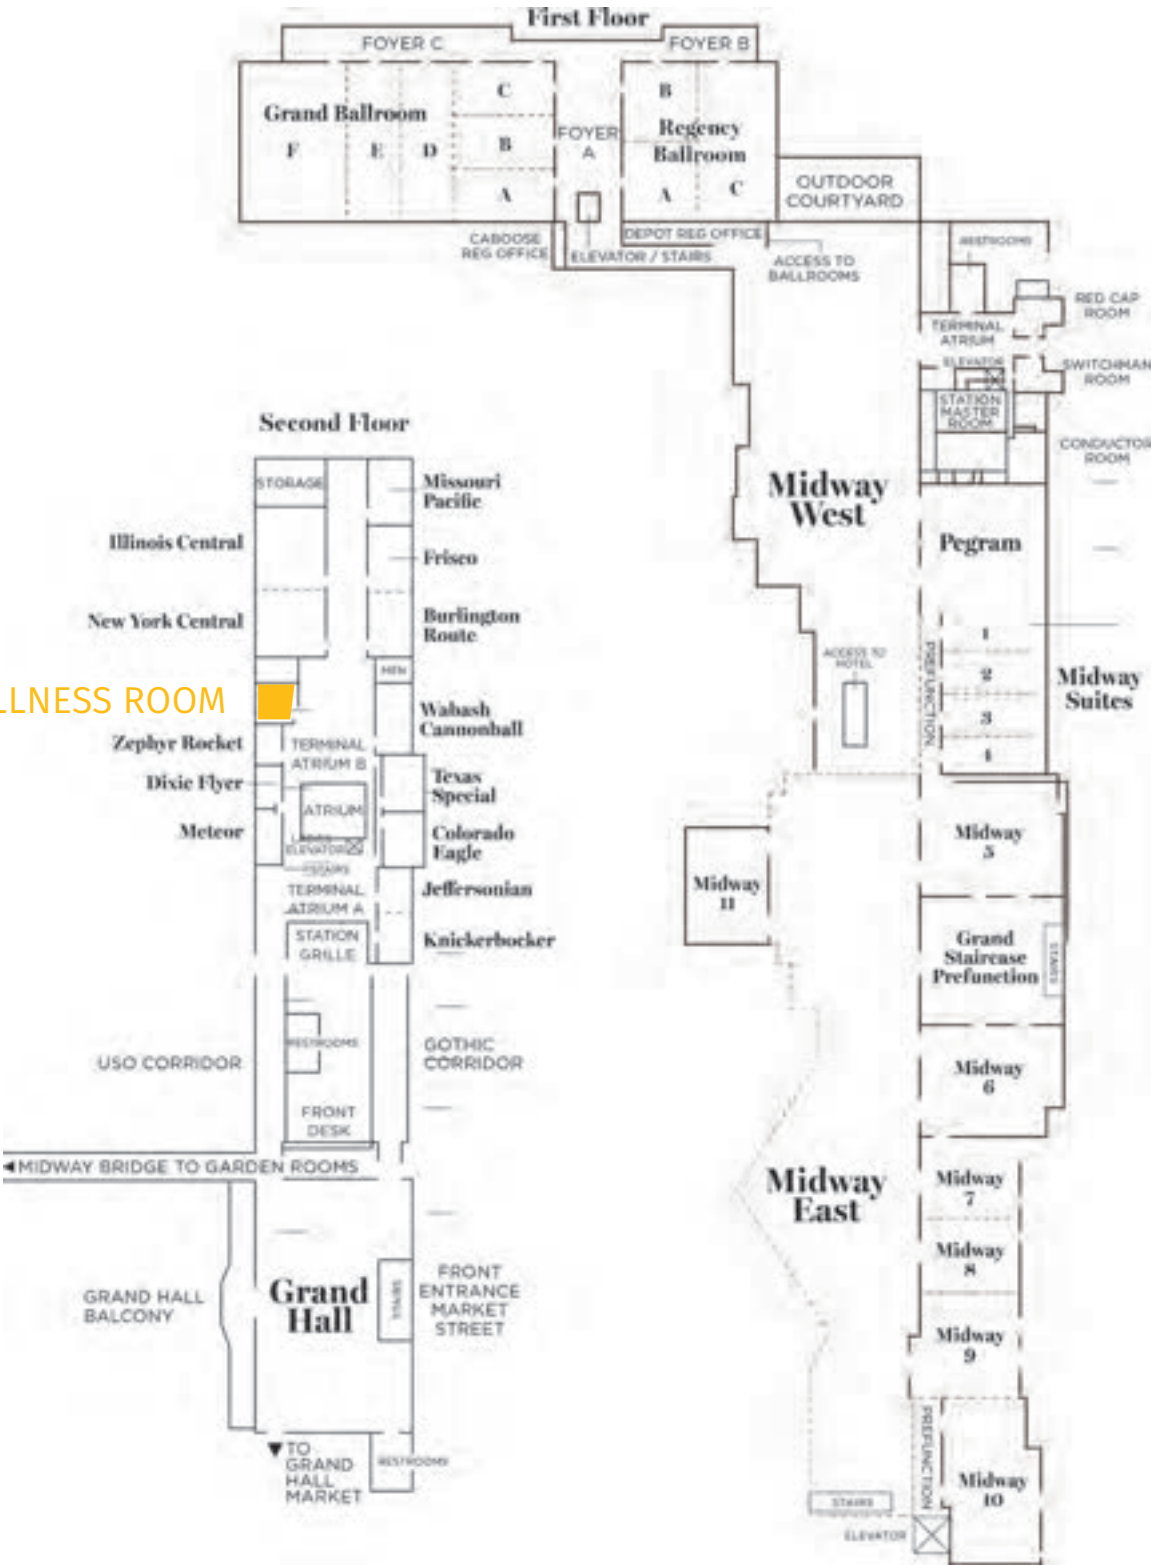 First Floor
FOYER C
FOYER B
Grand Ballroom
F
E
D
C
B
A
FOYER
A
B
Regency
Ballroom
A
C
OUTDOOR
COURTYARD
CABOOSE
REG OFFICE
ELEVATOR / STAIRS
DEPOT REG OFFICE
ACCESS TO
BALLROOMS
RESTROOMS
RED CAP
ROOM
TERMINAL
ATRIUM
ELEVATOR
SWITCHMAN
ROOM
STATION
MASTER
ROOM
CONDUCTOR
ROOM
Midway
West
Pegram
ACCESS TO
HOTEL
PREFUNCTION
1
2
3
4
Midway
Suites
Midway
5
Midway
11
Grand
Staircase
Prefunction
STAIRS
Midway
6
Midway
East
Midway
7
Midway
8
Midway
9
PREFUNCTION
Midway
10
STAIRS
ELEVATOR
Second Floor
STORAGE
Missouri
Pacific
Illinois Central
Frisco
New York Central
Burlington
Route
MEN
LLNESS ROOM
Wabash
Cannonball
Zephyr Rocket
TERMINAL
ATRIUM B
Dixie Flyer
Texas
Special
ATRIUM
Meteor
ELEVATOR
Colorado
Eagle
STAIRS
TERMINAL
ATRIUM A
Jeffersonian
STATION
GRILLE
Knickerbocker
RESTROOMS
USO CORRIDOR
GOTHIC
CORRIDOR
FRONT
DESK
MIDWAY BRIDGE TO GARDEN ROOMS
GRAND HALL
BALCONY
Grand
Hall
STAIRS
FRONT
ENTRANCE
MARKET
STREET
TO
GRAND
HALL
MARKET
RESTROOMS